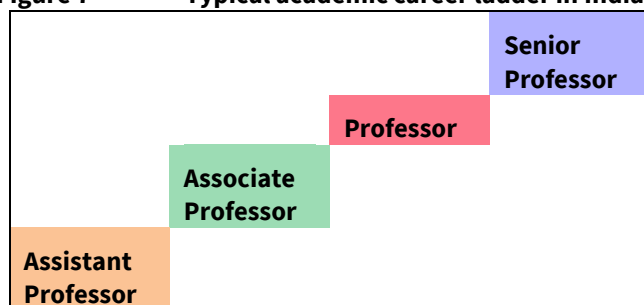 Typical academic career ladder in India
Senior
Professor
Professor
Associate
Professor
Assistant
Professor